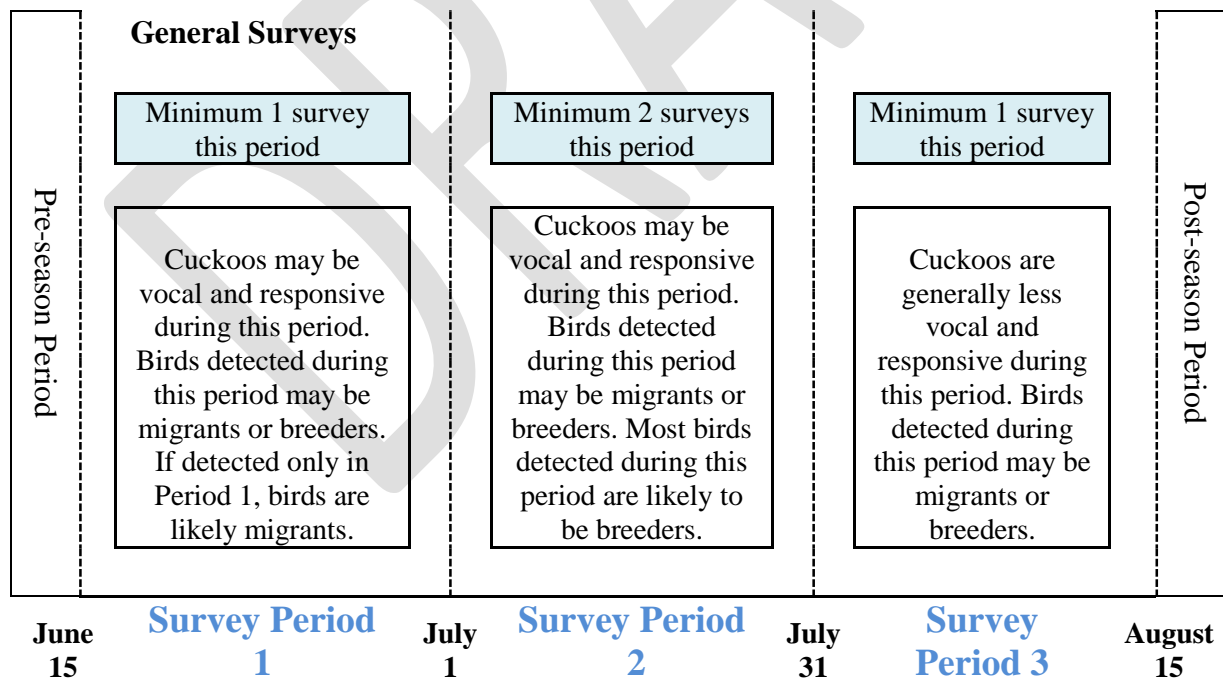 General Surveys
Pre-season Period
Minimum 1 survey
this period
Cuckoos may be
vocal and responsive
during this period.
Birds detected during
this period may be
migrants or breeders.
If detected only in
Period 1, birds are
likely migrants.
Minimum 2 surveys
this period
Cuckoos may be
vocal and responsive
during this period.
Birds detected
during this period
may be migrants or
breeders. Most birds
detected during this
period are likely to
be breeders.
Minimum 1 survey
this period
Cuckoos are
generally less
vocal and
responsive during
this period. Birds
detected during
this period may be
migrants or
breeders.
Post-season Period
June
15
Survey Period
1
July
1
Survey Period
2
July
31
Survey
Period 3
August
15